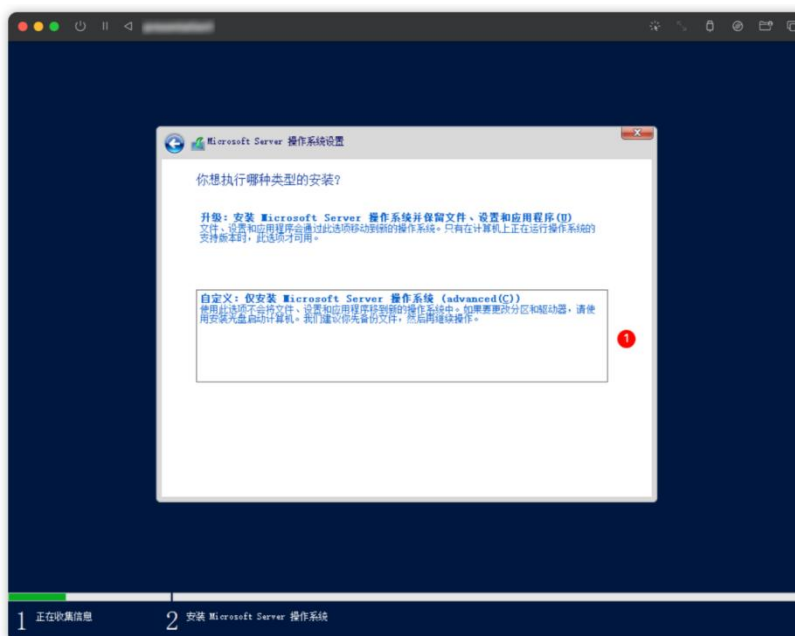 Microsoft Server 操作系统设置
你想执行哪种类型的安装?
升级: 安装 Microsoft Server 操作系统并保留文件、设置和应用程序(U)
文件、设置和应用程序会通过此选项移动到新的操作系统。只有在计算机上正在运行操作系统的
支持版本时，此选项才可用。
自定义: 仅安装 Microsoft Server 操作系统 (advanced(C))
使用此选项不会将文件、设置和应用程序移到新的操作系统中。如果要更改分区和驱动器，请使
用安装光盘启动计算机。我们建议你先备份文件，然后再继续操作。
1
1 正在收集信息
2 安装 Microsoft Server 操作系统